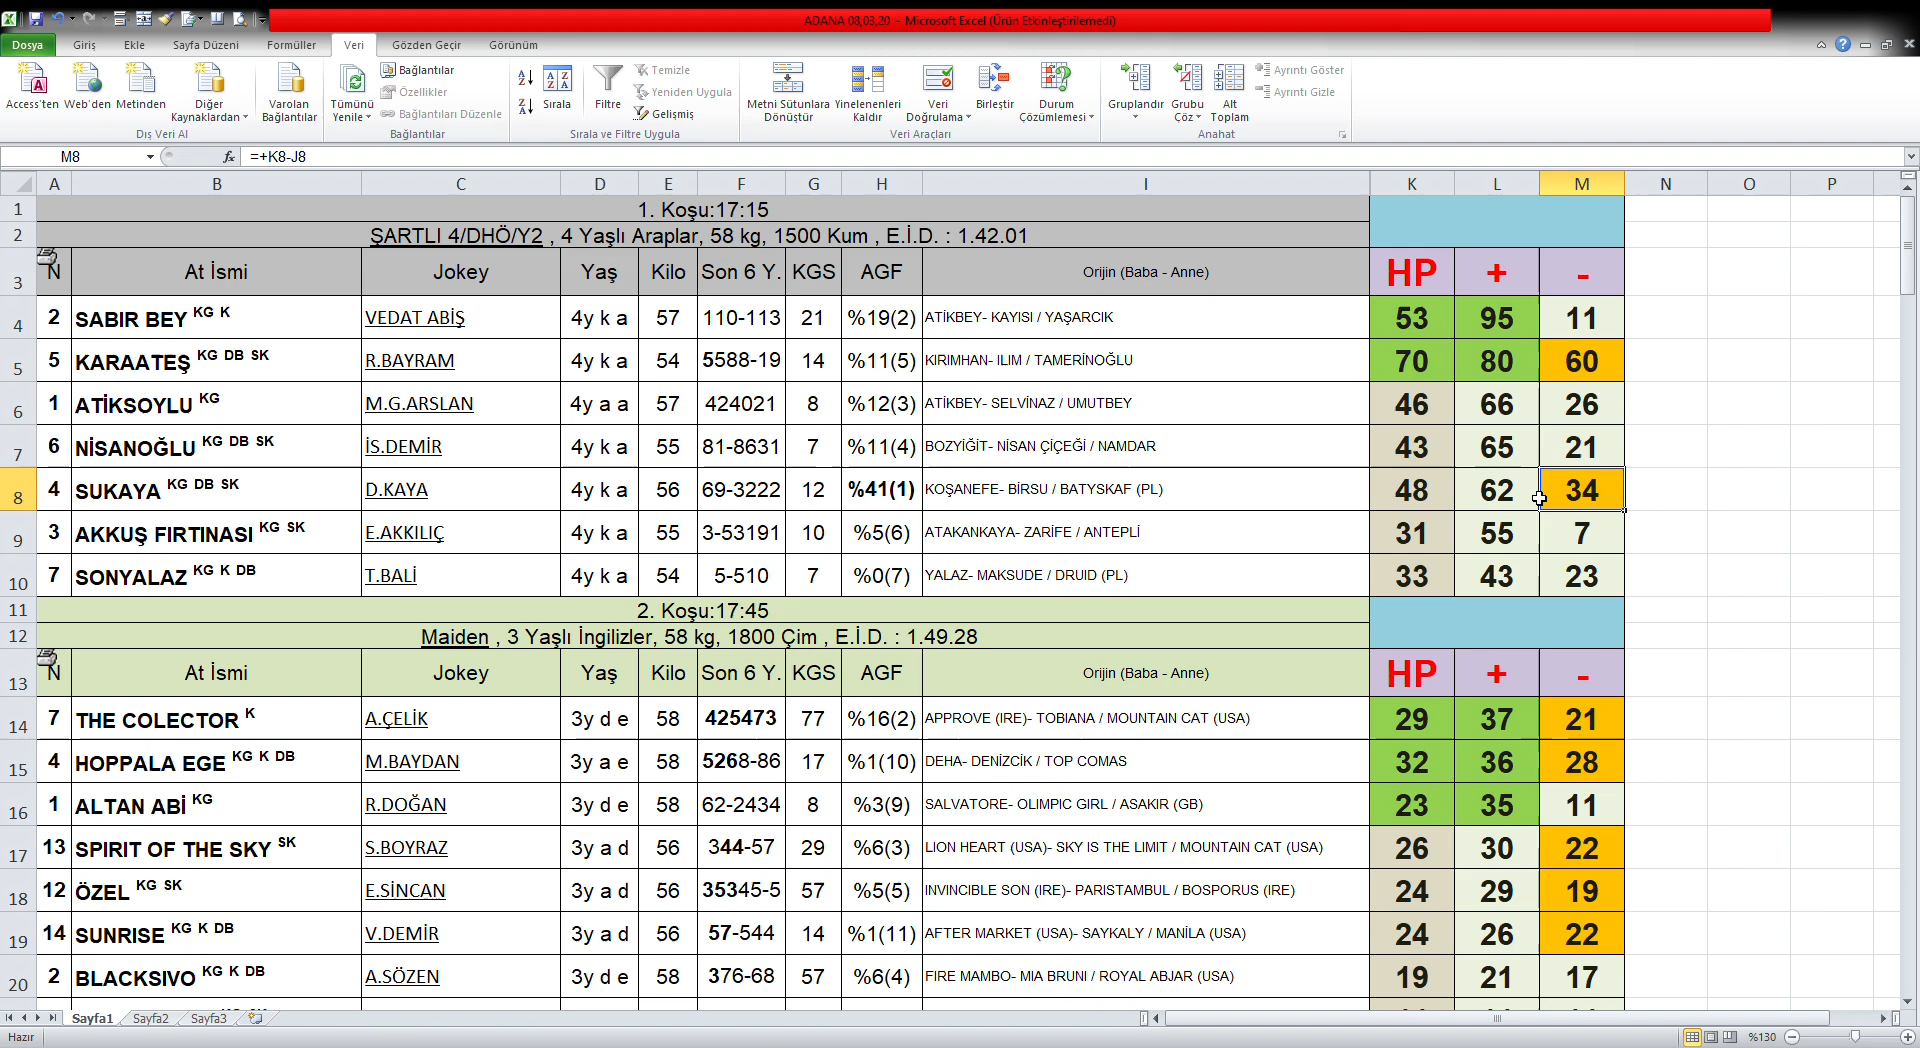 ADANA 08,03,20 - Microsoft Excel (Ürün Etkinleştirilemedi)
Dosya Giriş Ekle Sayfa Düzeni Formüller Veri Gözden Geçir Görünüm
Access'ten Web'den Metinden Diğer Kaynaklardan Varolan Bağlantılar Tümünü Yenile Bağlantılar Özellikler Bağlantıları Düzenle Sırala Filtre Temizle Yeniden Uygula Gelişmiş Metni Sütunlara Dönüştür Yinelenenleri Kaldır Veri Doğrulama Birleştir Durum Çözümlemesi Gruplandır Grubu Çöz Alt Toplam Ayrıntı Göster Ayrıntı Gizle
Dış Veri Al Bağlantılar Sırala ve Filtre Uygula Veri Araçları Anahat
M8 fx =+K8-J8
A B C D E F G H I K L M N O P
1 1. Koşu:17:15
2 ŞARTLI 4/DHÖ/Y2 , 4 Yaşlı Araplar, 58 kg, 1500 Kum , E.İ.D. : 1.42.01
3 N At İsmi Jokey Yaş Kilo Son 6 Y. KGS AGF Orijin (Baba - Anne) HP + -
4 2 SABIR BEY KG K VEDAT ABİŞ 4y k a 57 110-113 21 %19(2) ATİKBEY- KAYISI / YAŞARCIK 53 95 11
5 5 KARAATEŞ KG DB SK R.BAYRAM 4y k a 54 5588-19 14 %11(5) KIRIMHAN- ILIM / TAMERİNOĞLU 70 80 60
6 1 ATİKSOYLU KG M.G.ARSLAN 4y a a 57 424021 8 %12(3) ATİKBEY- SELVİNAZ / UMUTBEY 46 66 26
7 6 NİSANOĞLU KG DB SK İS.DEMİR 4y k a 55 81-8631 7 %11(4) BOZYİĞİT- NİSAN ÇİÇEĞİ / NAMDAR 43 65 21
8 4 SUKAYA KG DB SK D.KAYA 4y k a 56 69-3222 12 %41(1) KOŞANEFE- BİRSU / BATYSKAF (PL) 48 62 34
9 3 AKKUŞ FIRTINASI KG SK E.AKKILIÇ 4y k a 55 3-53191 10 %5(6) ATAKANKAYA- ZARİFE / ANTEPLİ 31 55 7
10 7 SONYALAZ KG K DB T.BALİ 4y k a 54 5-510 7 %0(7) YALAZ- MAKSUDE / DRUID (PL) 33 43 23
11 2. Koşu:17:45
12 Maiden , 3 Yaşlı İngilizler, 58 kg, 1800 Çim , E.İ.D. : 1.49.28
13 N At İsmi Jokey Yaş Kilo Son 6 Y. KGS AGF Orijin (Baba - Anne) HP + -
14 7 THE COLECTOR K A.ÇELİK 3y d e 58 425473 77 %16(2) APPROVE (IRE)- TOBIANA / MOUNTAIN CAT (USA) 29 37 21
15 4 HOPPALA EGE KG K DB M.BAYDAN 3y a e 58 5268-86 17 %1(10) DEHA- DENİZCİK / TOP COMAS 32 36 28
16 1 ALTAN ABİ KG R.DOĞAN 3y d e 58 62-2434 8 %3(9) SALVATORE- OLIMPIC GIRL / ASAKIR (GB) 23 35 11
17 13 SPIRIT OF THE SKY SK S.BOYRAZ 3y a d 56 344-57 29 %6(3) LION HEART (USA)- SKY IS THE LIMIT / MOUNTAIN CAT (USA) 26 30 22
18 12 ÖZEL KG SK E.SİNCAN 3y a d 56 35345-5 57 %5(5) INVINCIBLE SON (IRE)- PARISTAMBUL / BOSPORUS (IRE) 24 29 19
19 14 SUNRISE KG K DB V.DEMİR 3y a d 56 57-544 14 %1(11) AFTER MARKET (USA)- SAYKALY / MANİLA (USA) 24 26 22
20 2 BLACKSIVO KG K DB A.SÖZEN 3y d e 58 376-68 57 %6(4) FIRE MAMBO- MIA BRUNI / ROYAL ABJAR (USA) 19 21 17
Sayfa1 Sayfa2 Sayfa3
Hazır %130